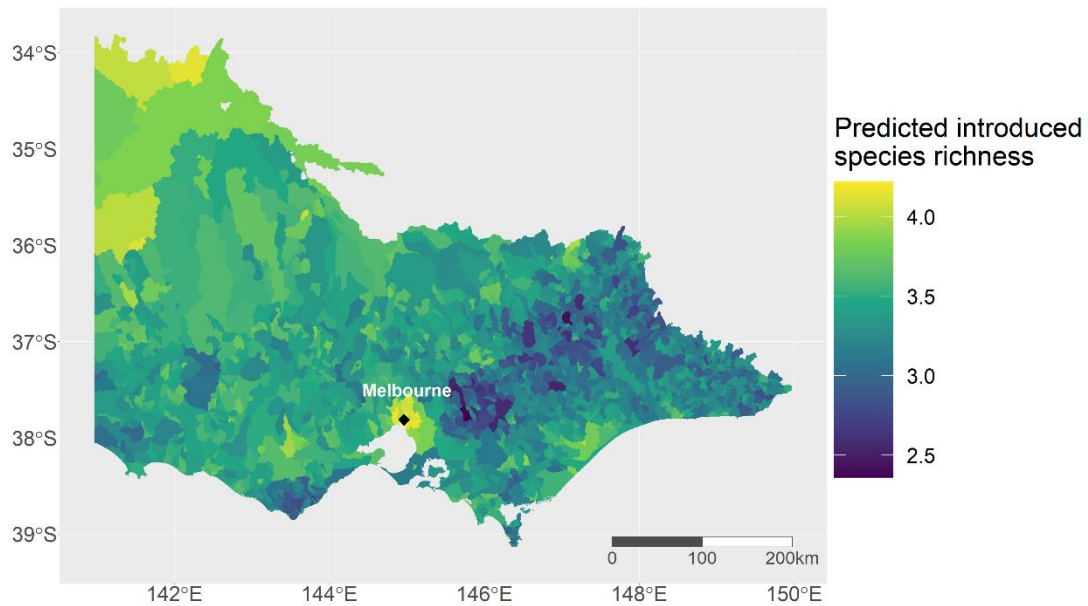 34°S
35°S
36°S
37°S
38°S
39°S
142°E
144°E
146°E
148°E
150°E
Melbourne
0
100
200km
Predicted introduced
species richness
4.0
3.5
3.0
2.5